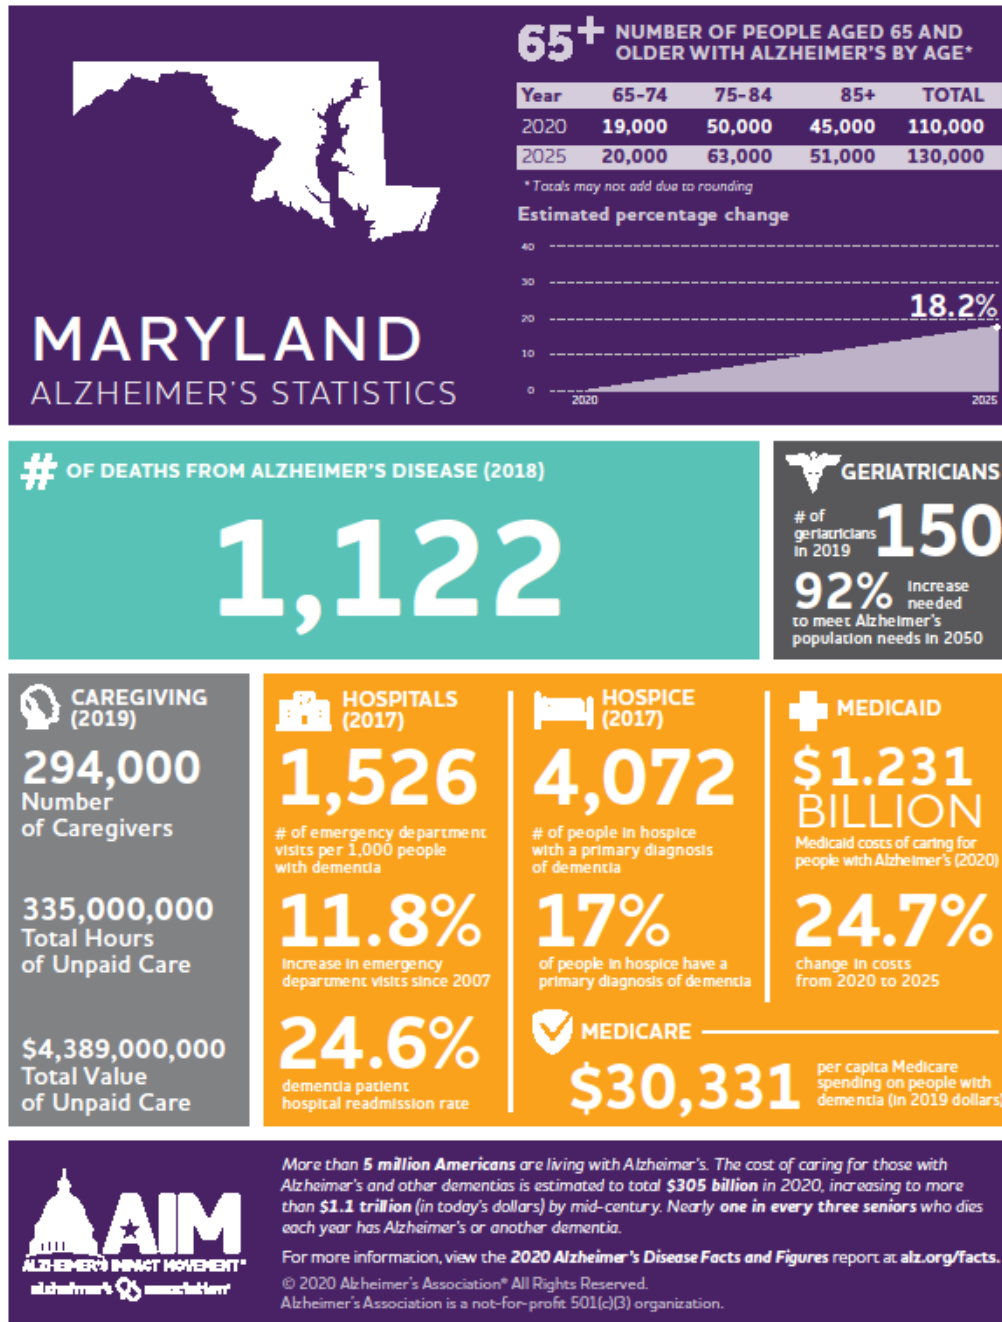 65+ NUMBER OF PEOPLE AGED 65 AND
OLDER WITH ALZHEIMER'S BY AGE*
Year 65-74 75-84 85+ TOTAL
2020 19,000 50,000 45,000 110,000
2025 20,000 63,000 51,000 130,000
* Totals may not add due to rounding
Estimated percentage change
40
30
20
10
0
18.2%
2020 2025
MARYLAND
ALZHEIMER'S STATISTICS
# OF DEATHS FROM ALZHEIMER'S DISEASE (2018)
1,122
GERIATRICIANS
# of
geriatricians
in 2019
150
92% increase
needed
to meet Alzheimer's
population needs in 2050
CAREGIVING
(2019)
294,000
Number
of Caregivers
335,000,000
Total Hours
of Unpaid Care
$4,389,000,000
Total Value
of Unpaid Care
HOSPITALS
(2017)
1,526
# of emergency department
visits per 1,000 people
with dementia
11.8%
increase in emergency
department visits since 2007
24.6%
dementia patient
hospital readmission rate
HOSPICE
(2017)
4,072
# of people in hospice
with a primary diagnosis
of dementia
17%
of people in hospice have a
primary diagnosis of dementia
MEDICAID
$1.231
BILLION
Medicaid costs of caring for
people with Alzheimer's (2020)
24.7%
change in costs
from 2020 to 2025
MEDICARE
$30,331
per capita Medicare
spending on people with
dementia (in 2019 dollars)
AIM
ALZHEIMER'S IMPACT MOVEMENT®
alzheimer's association®
More than 5 million Americans are living with Alzheimer's. The cost of caring for those with
Alzheimer's and other dementias is estimated to total $305 billion in 2020, increasing to more
than $1.1 trillion (in today's dollars) by mid-century. Nearly one in every three seniors who dies
each year has Alzheimer's or another dementia.
For more information, view the 2020 Alzheimer's Disease Facts and Figures report at alz.org/facts.
© 2020 Alzheimer's Association® All Rights Reserved.
Alzheimer's Association is a not-for-profit 501(c)(3) organization.